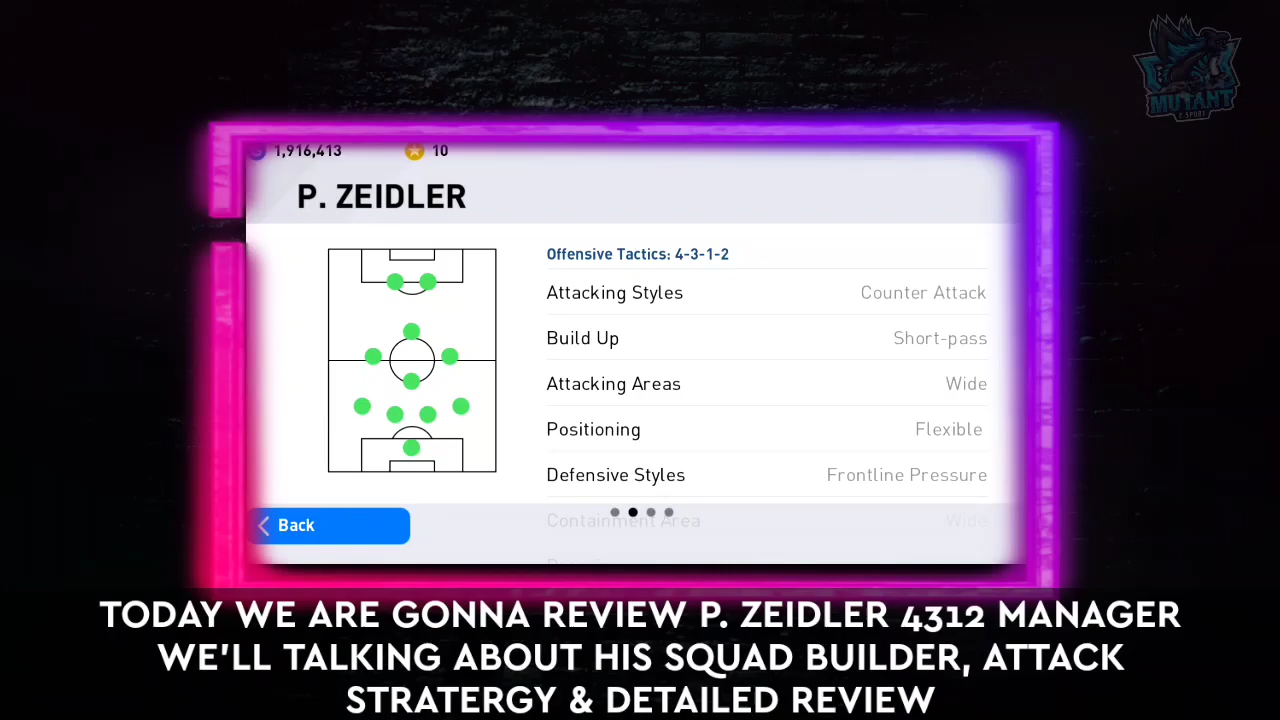 MUTANT
E-SPORT
1,916,413 10
P. ZEIDLER
Offensive Tactics: 4-3-1-2
Attacking Styles Counter Attack
Build Up Short-pass
Attacking Areas Wide
Positioning Flexible
Defensive Styles Frontline Pressure
Containment Area Wide
Back
TODAY WE ARE GONNA REVIEW P. ZEIDLER 4312 MANAGER
WE'LL TALKING ABOUT HIS SQUAD BUILDER, ATTACK
STRATERGY & DETAILED REVIEW